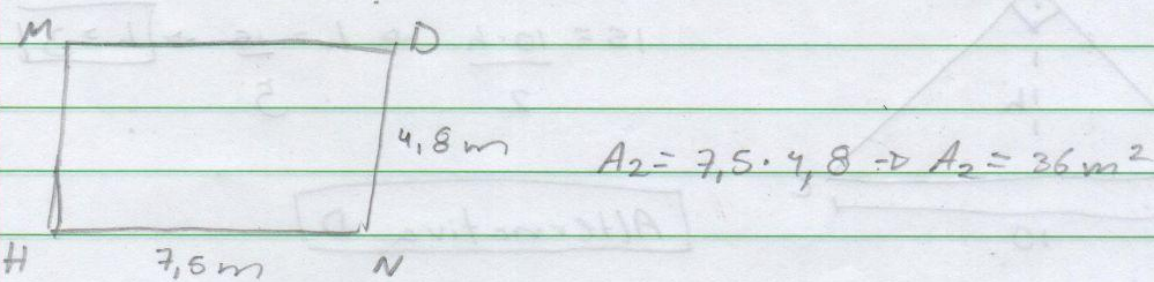 M D
4,8 m
A₂ = 7,5 · 4,8 → A₂ = 36 m²
H 7,5 m N